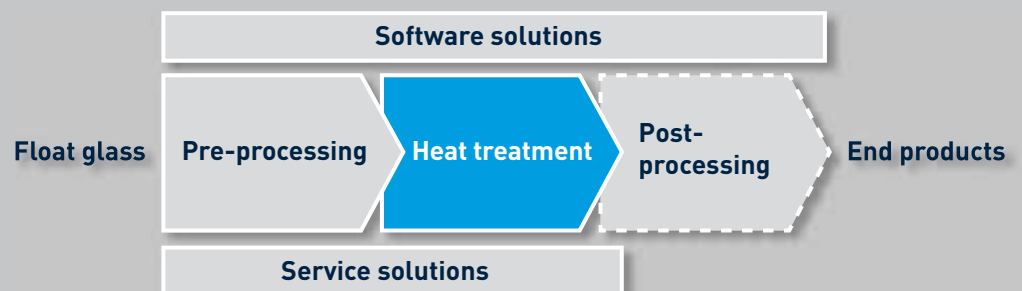 Software solutions
Float glass
Pre-processing
Heat treatment
Post-
processing
End products
Service solutions